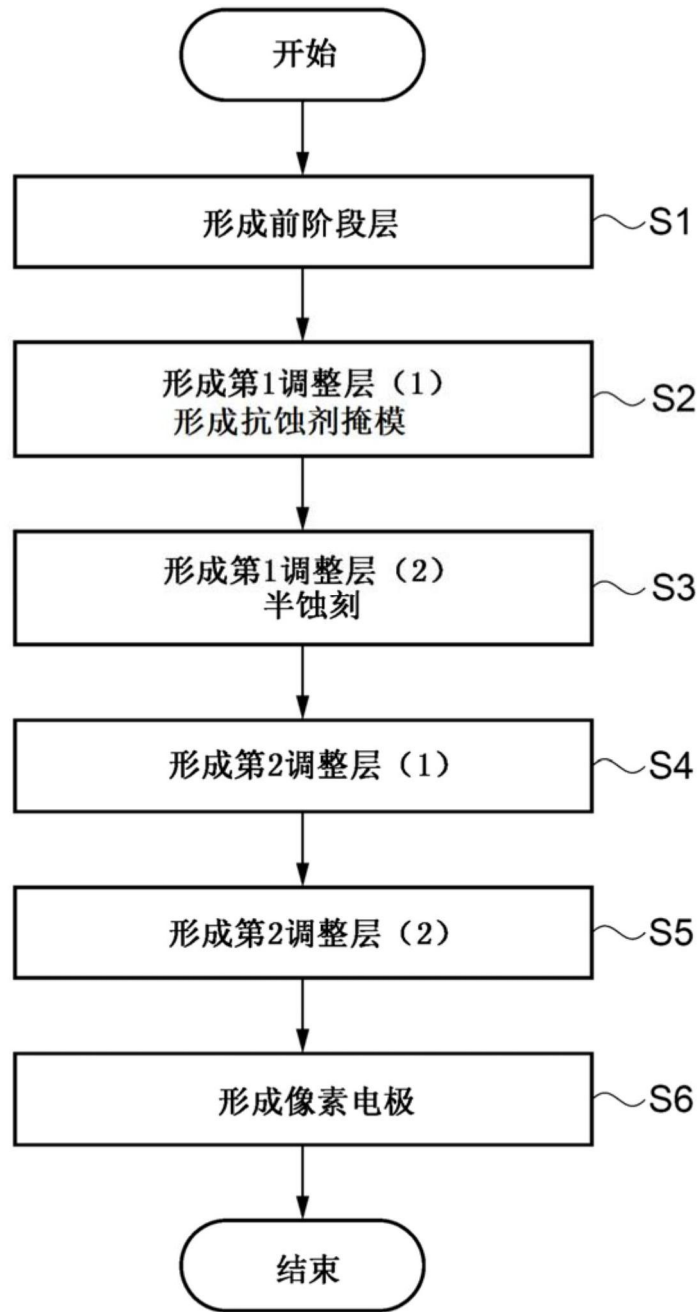 开始
形成前阶段层
S1
形成第1调整层（1）
形成抗蚀剂掩模
S2
形成第1调整层（2）
半蚀刻
S3
形成第2调整层（1）
S4
形成第2调整层（2）
S5
形成像素电极
S6
结束